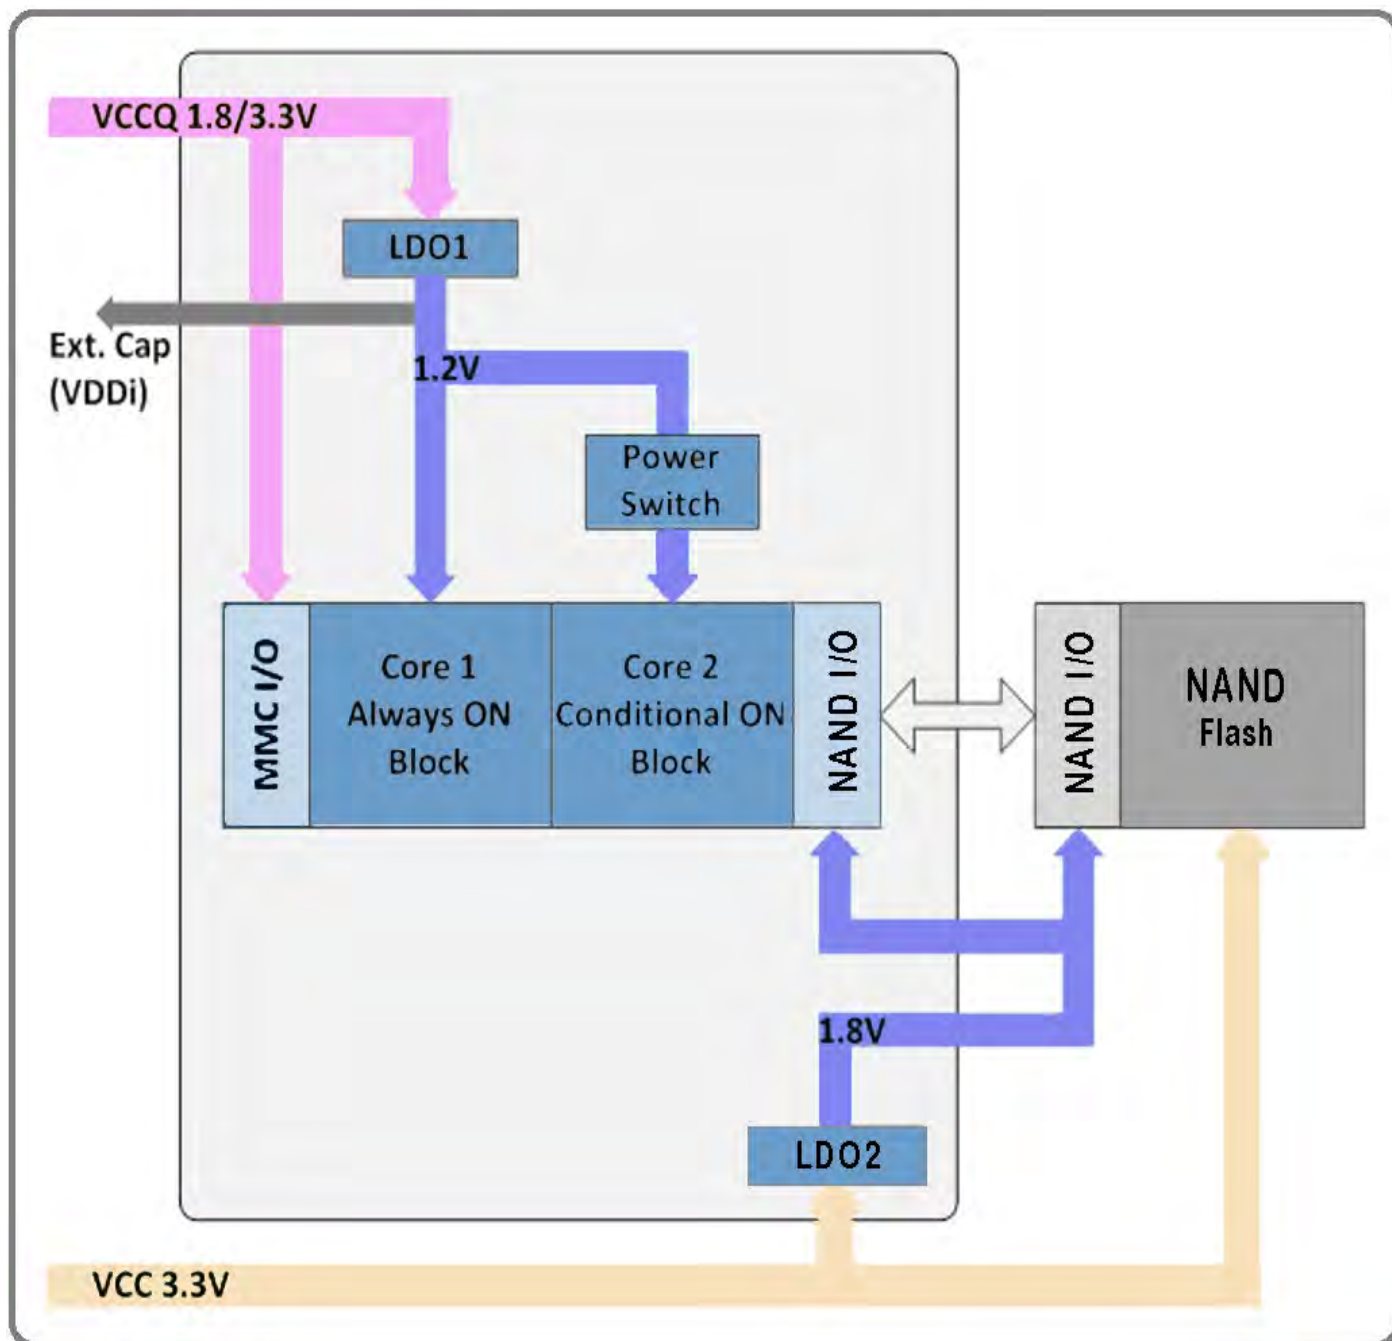 VCCQ 1.8/3.3V
LDO1
Ext. Cap
(VDDi)
1.2V
Power
Switch
MMC I/O
Core 1
Always ON
Block
Core 2
Conditional ON
Block
NAND I/O
NAND I/O
NAND
Flash
1.8V
LDO2
VCC 3.3V